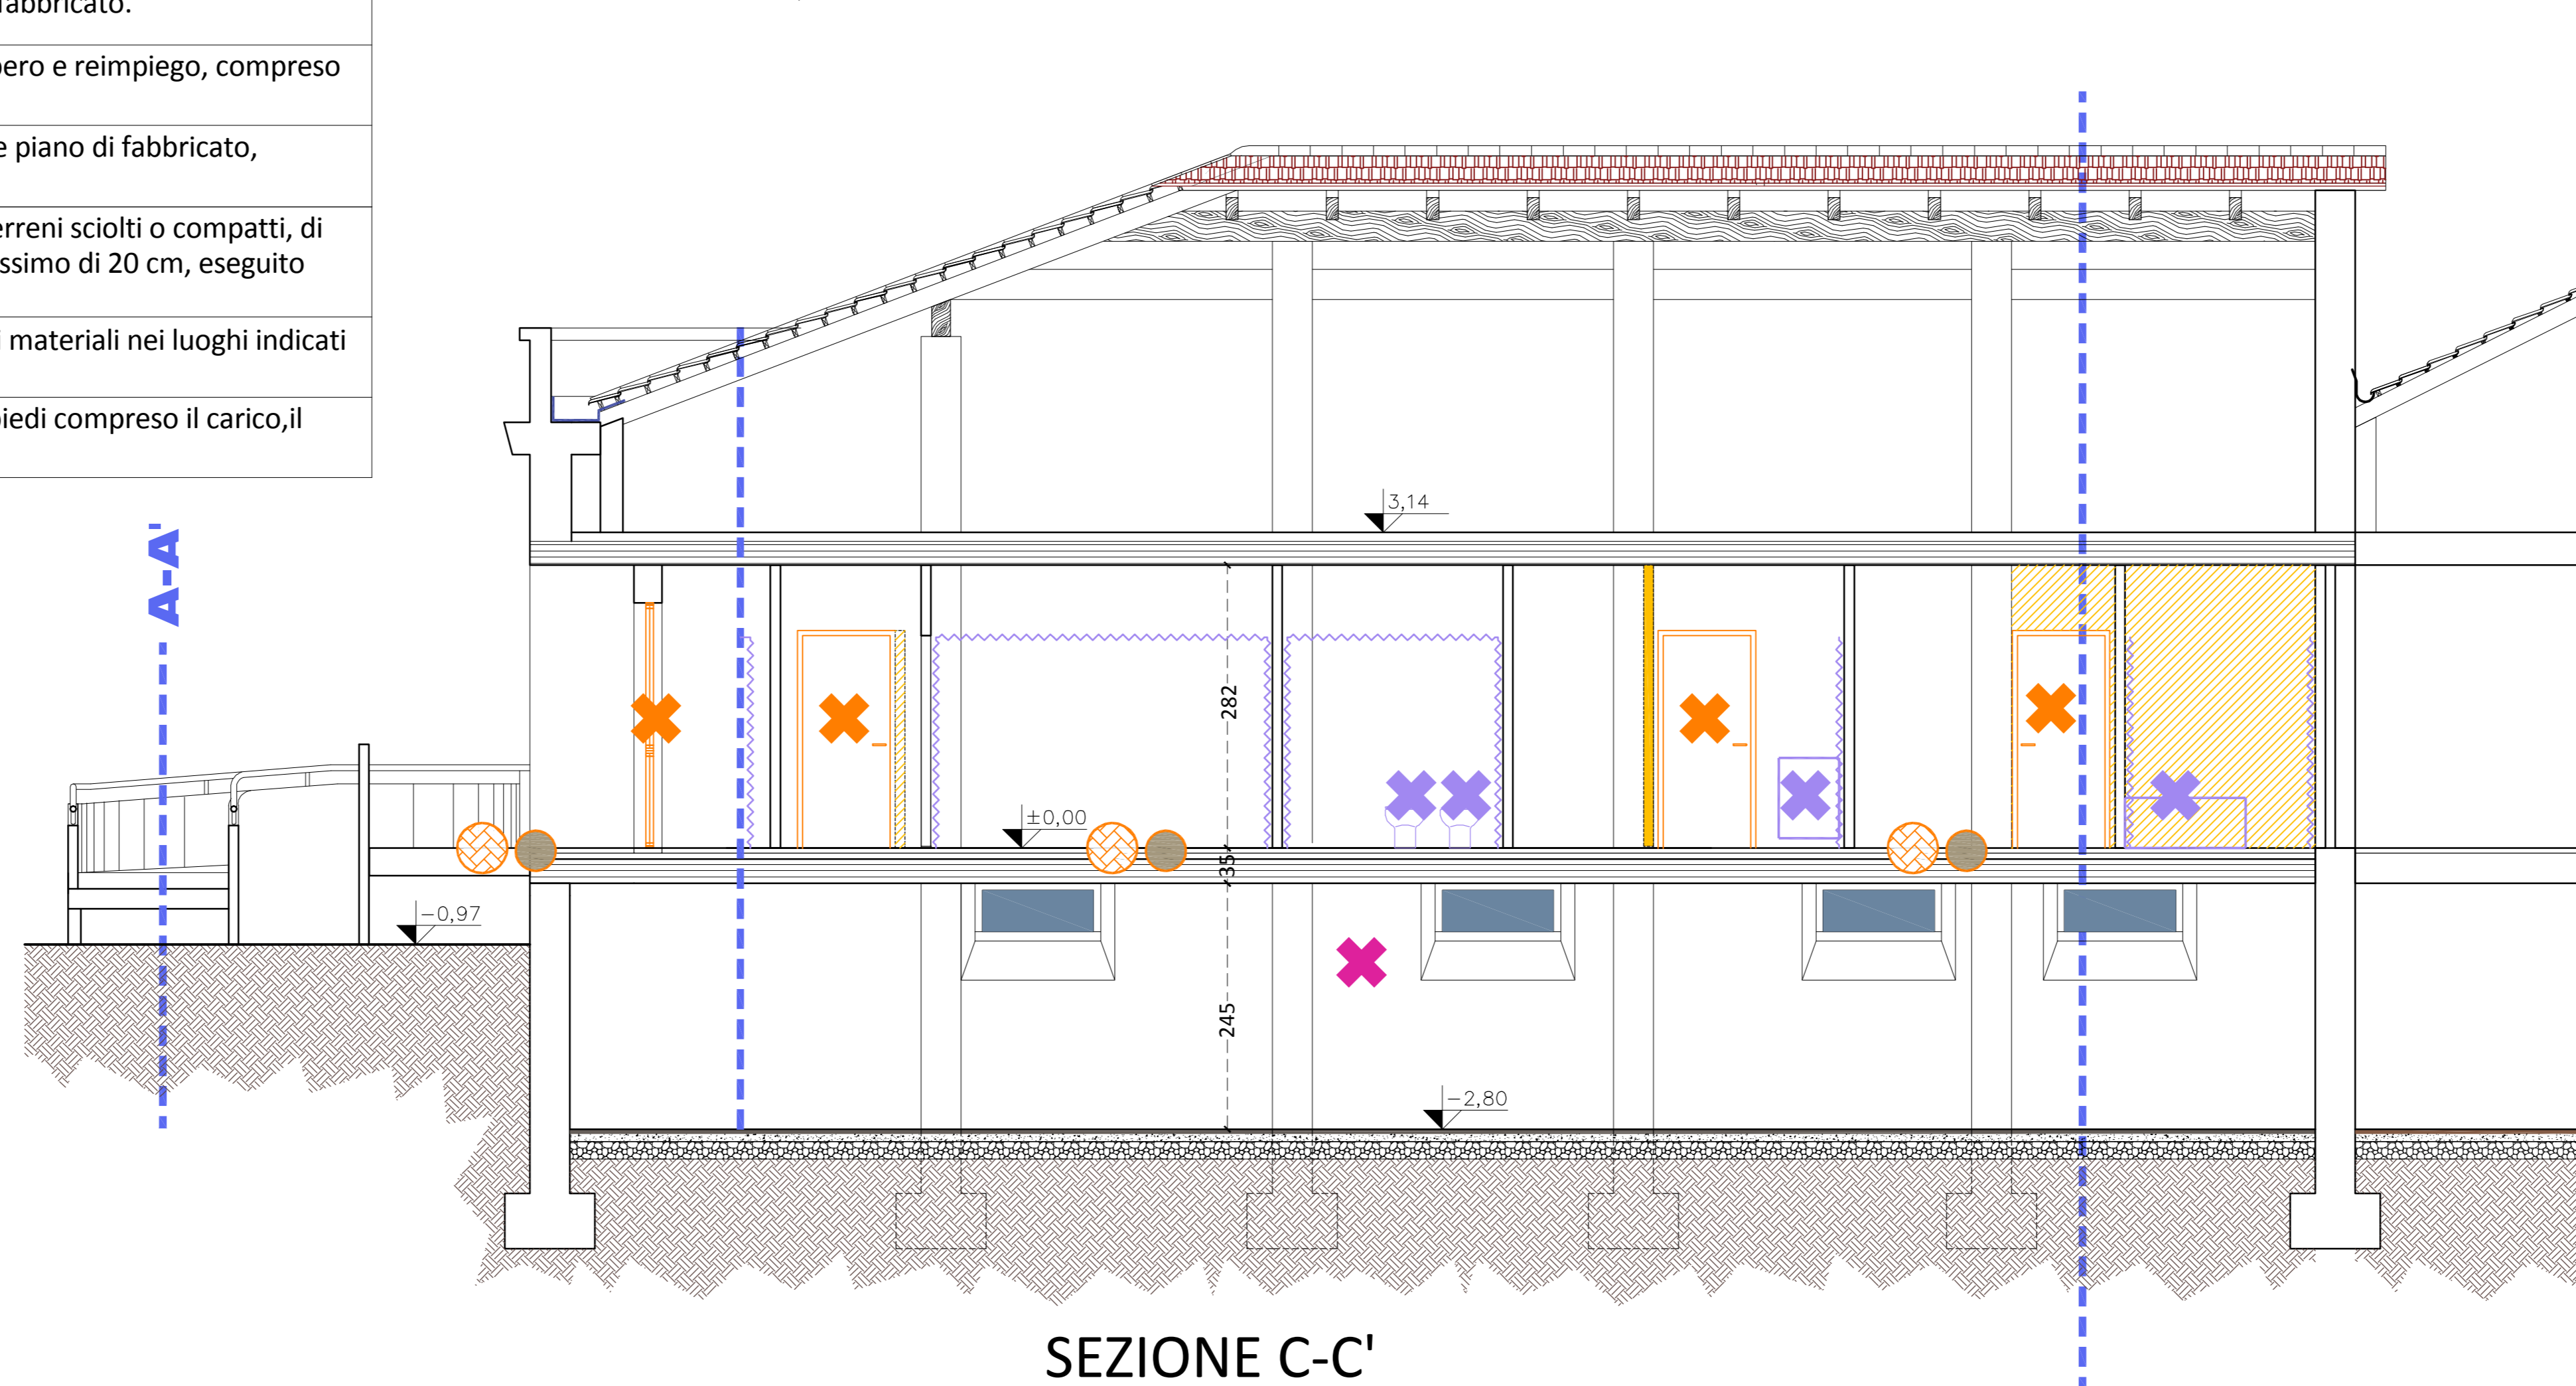 fabbricato.
pero e reimpiego, compreso
e piano di fabbricato,
erreni sciolti o compatti, di
ssimo di 20 cm, eseguito
i materiali nei luoghi indicati
piedi compreso il carico,il
A-A'
3,14
282
±0,00
35
-0,97
245
-2,80
SEZIONE C-C'